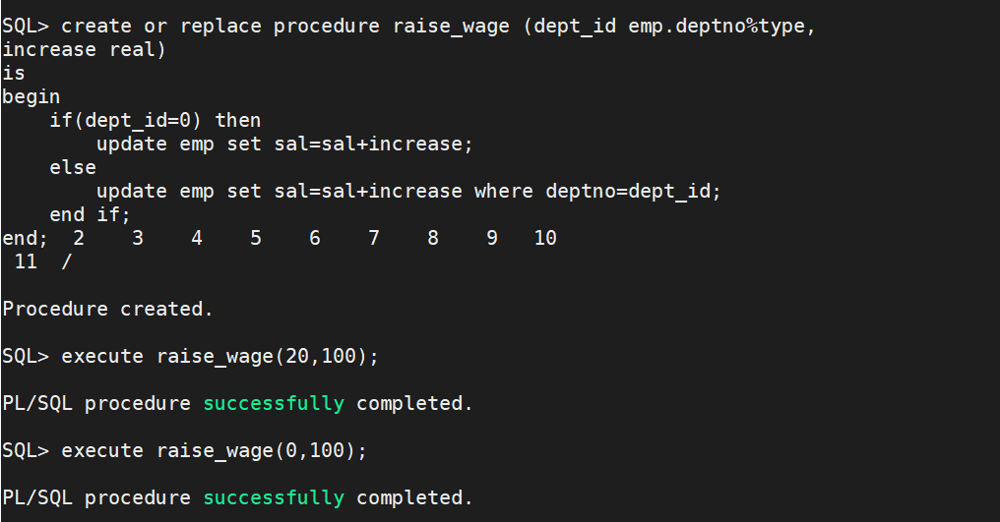 SQL> create or replace procedure raise_wage (dept_id emp.deptno%type,
increase real)
is
begin
    if(dept_id=0) then
        update emp set sal=sal+increase;
    else
        update emp set sal=sal+increase where deptno=dept_id;
    end if;
end;  2    3    4    5    6    7    8    9   10
 11  /
Procedure created.
SQL> execute raise_wage(20,100);
PL/SQL procedure successfully completed.
SQL> execute raise_wage(0,100);
PL/SQL procedure successfully completed.